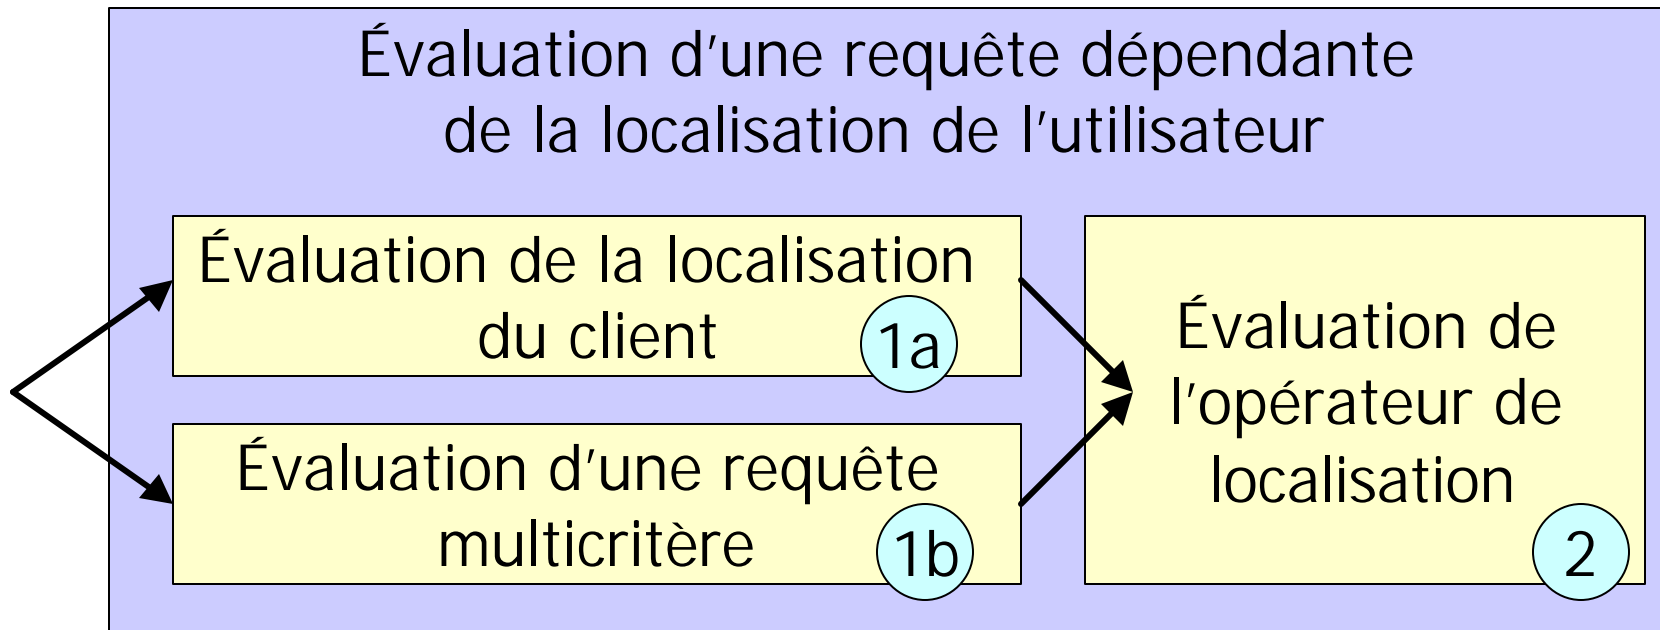 Évaluation d'une requête dépendante
de la localisation de l'utilisateur
Évaluation de la localisation
du client
1a
Évaluation d'une requête
multicritère
1b
Évaluation de
l'opérateur de
localisation
2